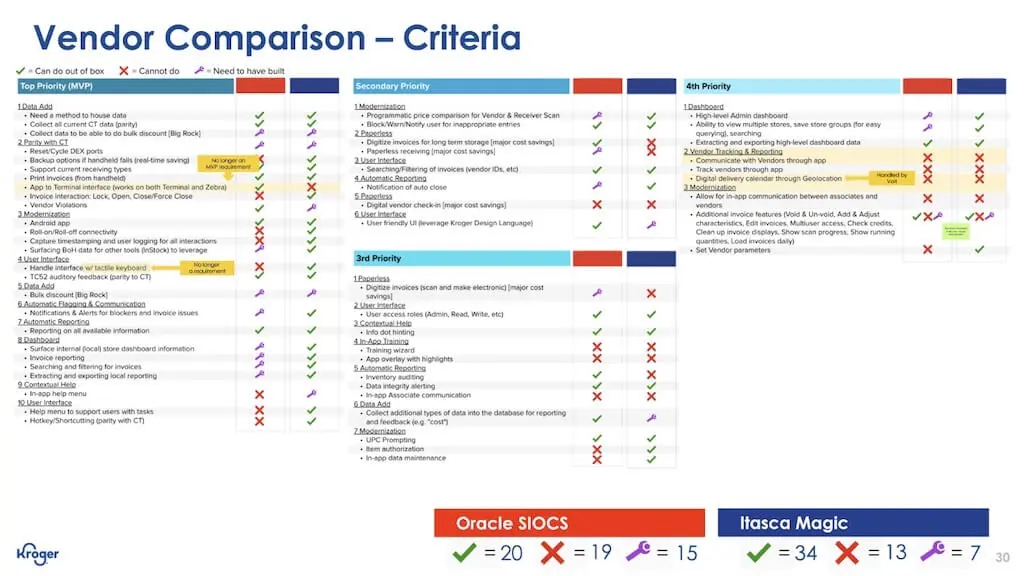 Vendor Comparison – Criteria
= Can do out of box = Cannot do = Need to have built
Top Priority (MVP)
1 Data Add
• Need a method to house data
• Collect all current CT data (parity)
• Collect data to be able to do bulk discount [Big Rock]
2 Parity with CT
• Reset/Cycle DEX ports
• Backup options if handheld fails (real-time saving)
No longer an
MVP requirement
• Support current receiving types
• Print invoices (from handheld)
• App to Terminal interface (works on both Terminal and Zebra)
• Invoice interaction: Lock, Open, Close/Force Close
• Vendor Violations
3 Modernization
• Android app
• Roll-on/Roll-off connectivity
• Capture timestamping and user logging for all interactions
• Surfacing BoH data for other tools (InStock) to leverage
4 User Interface
• Handle interface w/ tactile keyboard
No longer
a requirement
• TC52 auditory feedback (parity to CT)
5 Data Add
• Bulk discount [Big Rock]
6 Automatic Flagging & Communication
• Notifications & Alerts for blockers and invoice issues
7 Automatic Reporting
• Reporting on all available information
8 Dashboard
• Surface internal (local) store dashboard information
• Invoice reporting
• Searching and filtering for invoices
• Extracting and exporting local reporting
9 Contextual Help
• In-app help menu
10 User Interface
• Help menu to support users with tasks
• Hotkey/Shortcutting (parity with CT)
Secondary Priority
1 Modernization
• Programmatic price comparison for Vendor & Receiver Scan
• Block/Warn/Notify user for inappropriate entries
2 Paperless
• Digitize invoices for long term storage [major cost savings]
• Paperless receiving [major cost savings]
3 User Interface
• Searching/Filtering of invoices (vendor IDs, etc)
4 Automatic Reporting
• Notification of auto close
5 Paperless
• Digital vendor check-in [major cost savings]
6 User Interface
• User friendly UI (leverage Kroger Design Language)
3rd Priority
1 Paperless
• Digitize invoices (scan and make electronic) [major cost
savings]
2 User Interface
• User access roles (Admin, Read, Write, etc)
3 Contextual Help
• Info dot hinting
4 In-App Training
• Training wizard
• App overlay with highlights
5 Automatic Reporting
• Inventory auditing
• Data integrity alerting
• In-app Associate communication
6 Data Add
• Collect additional types of data into the database for reporting
and feedback (e.g. "cost")
7 Modernization
• UPC Prompting
• Item authorization
• In-app data maintenance
4th Priority
1 Dashboard
• High-level Admin dashboard
• Ability to view multiple stores, save store groups (for easy
querying), searching
• Extracting and exporting high-level dashboard data
2 Vendor Tracking & Reporting
• Communicate with Vendors through app
• Track vendors through app
• Digital delivery calendar through Geolocation
Handled by
3 Modernization
• Allow for in-app communication between associates and
vendors
• Additional invoice features (Void & Un-void, Add & Adjust
characteristics, Edit invoices, Multiuser access, Check credits,
Clean up invoice displays, Show scan progress, Show running
quantities, Load invoices daily)
• Set Vendor parameters
Oracle SIOCS
= 20 = 19 = 15
Itasca Magic
= 34 = 13 = 7
Kroger
30